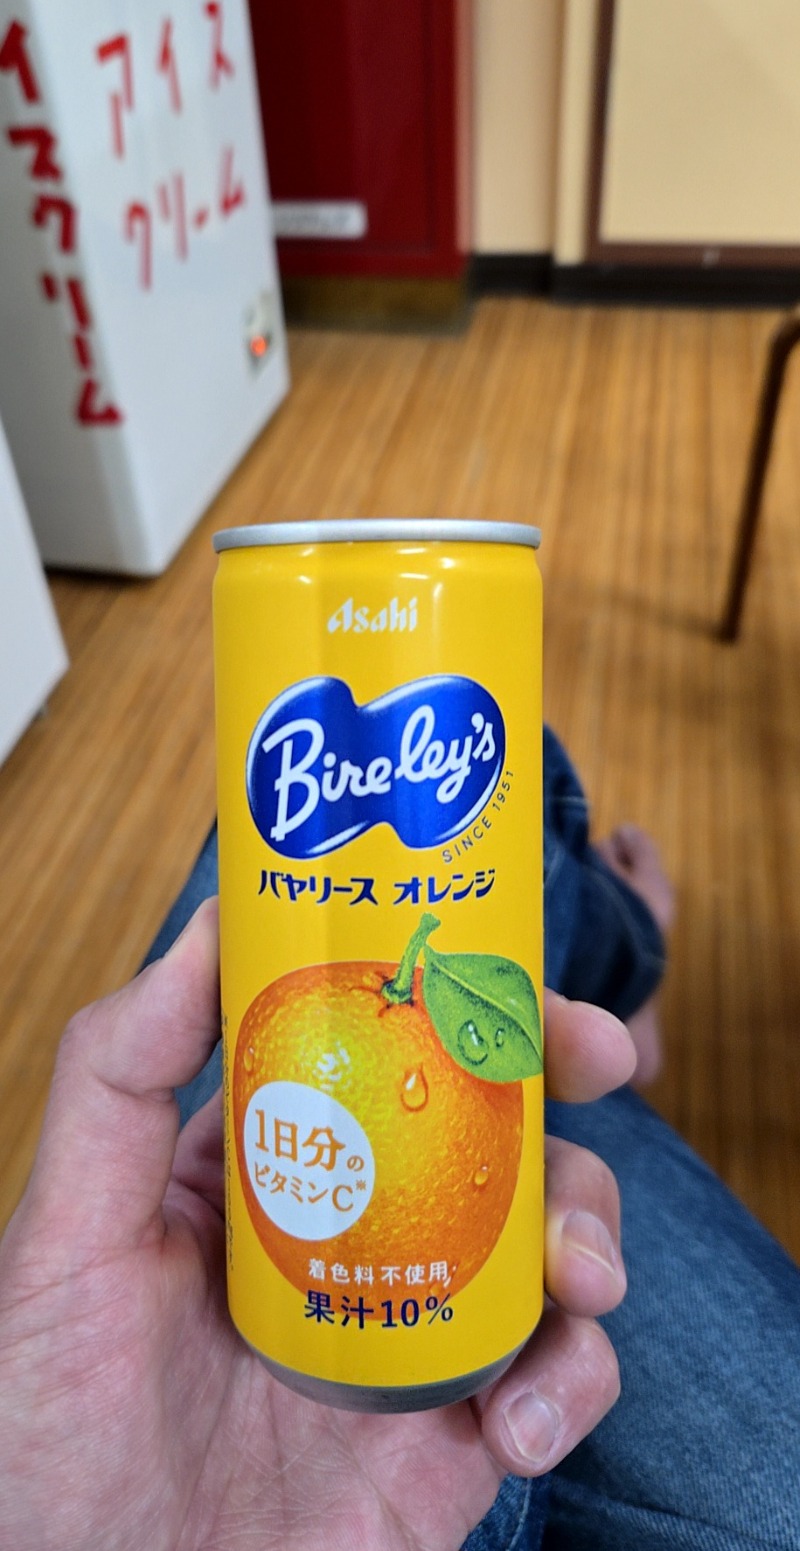 アイス
クリーム
イスクリーム
Asahi
Bireley's
SINCE 1951
バヤリース オレンジ
1日分の
ビタミンC※
着色料不使用
果汁10%